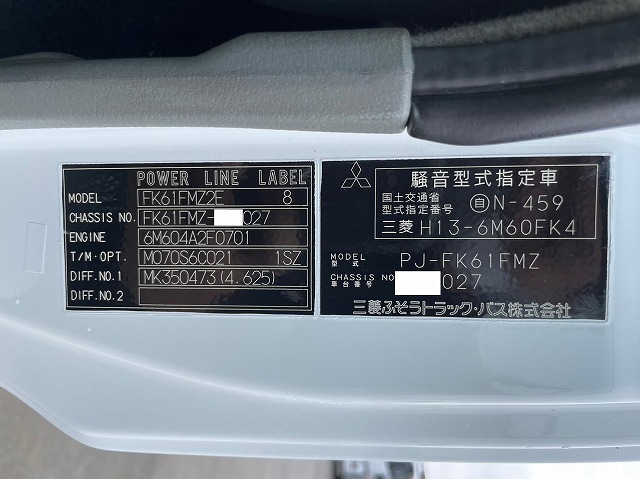 POWER LINE LABEL
MODEL FK61FMZ2E 8
CHASSIS NO. FK61FMZ- 027
ENGINE 6M604A2F0701
T/M・OPT. M070S6C021 1SZ
DIFF.NO.1 MK350473(4.625)
DIFF.NO.2
騒音型式指定車
国土交通省
型式指定番号 自N-459
三菱 H13-6M60FK4
MODEL
型式 PJ-FK61FMZ
CHASSIS NO
車台番号 027
三菱ふそうトラック・バス株式会社